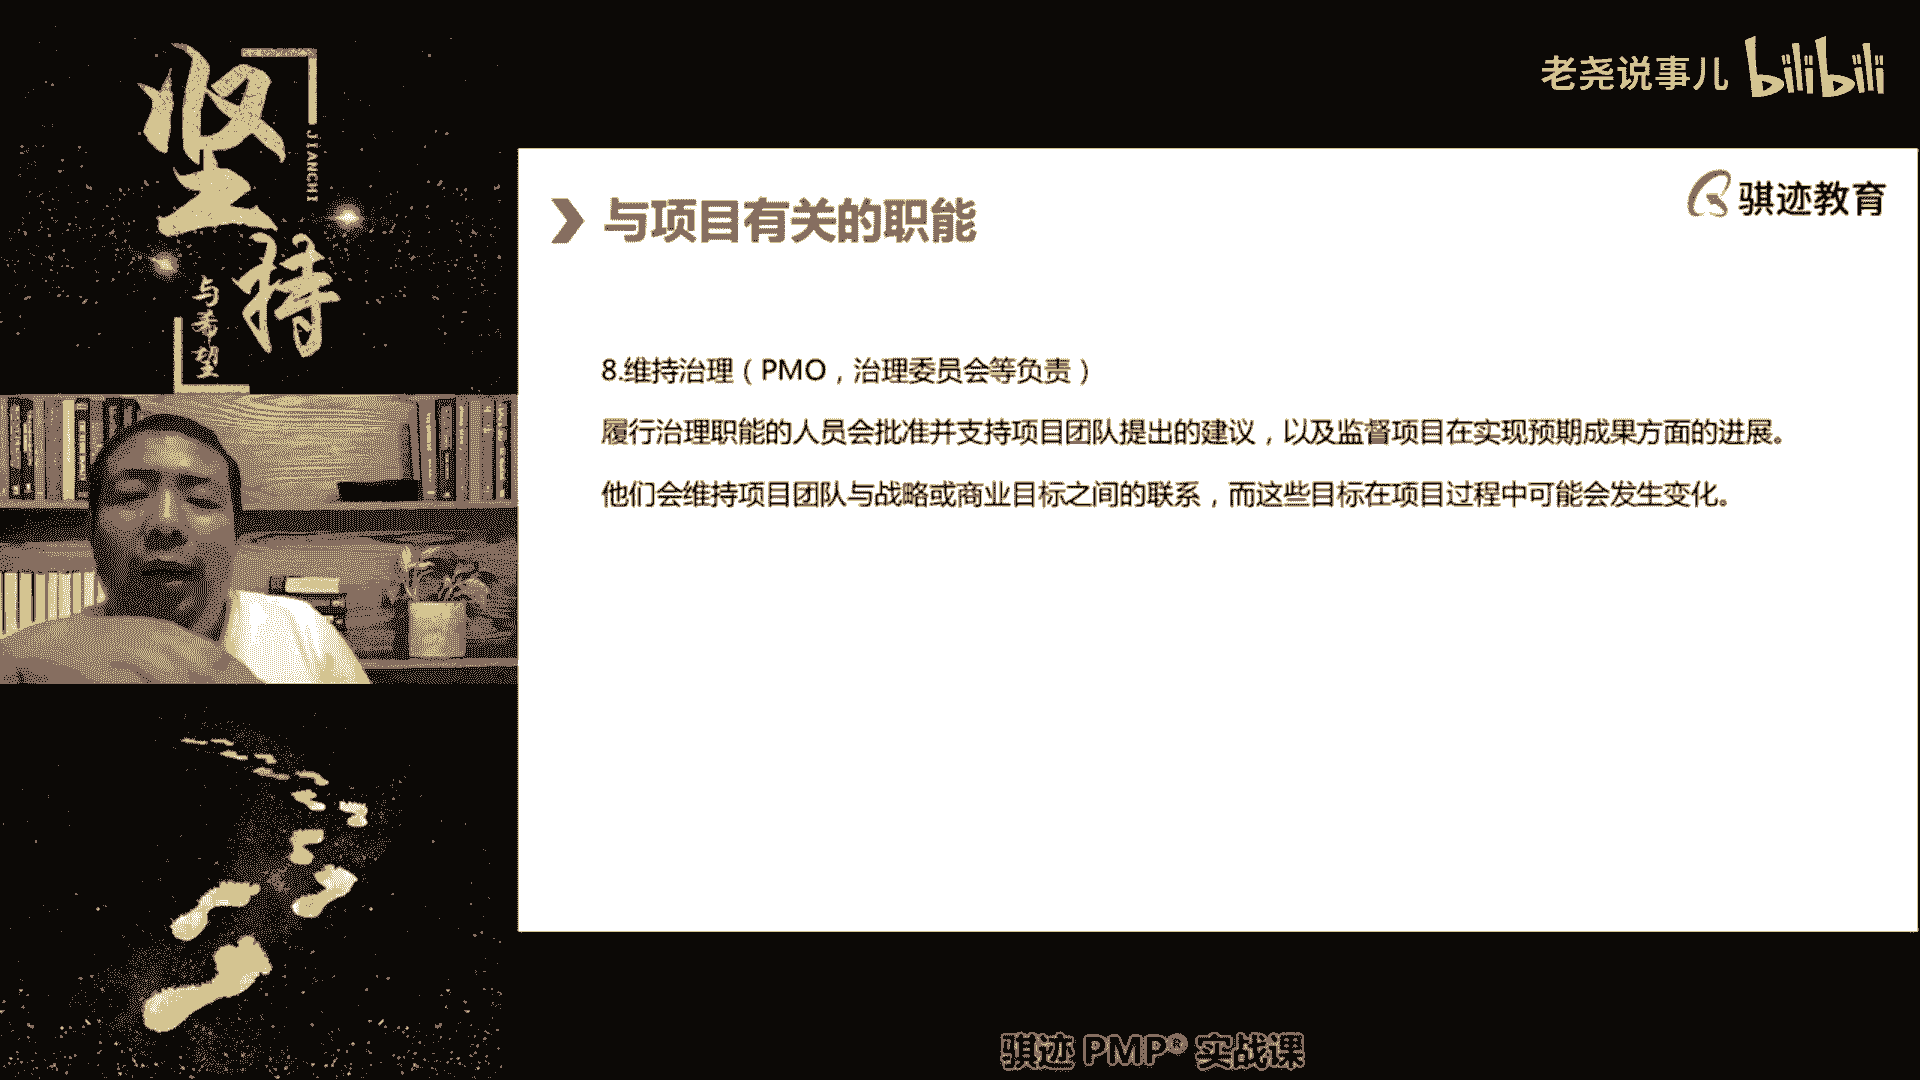 坚持
JIANCHI
与希望
老尧说事儿 bilibili
骐迹教育
与项目有关的职能
8.维持治理（PMO，治理委员会等负责）
履行治理职能的人员会批准并支持项目团队提出的建议，以及监督项目在实现预期成果方面的进展。
他们会维持项目团队与战略或商业目标之间的联系，而这些目标在项目过程中可能会发生变化。
骐迹 PMP® 实战课